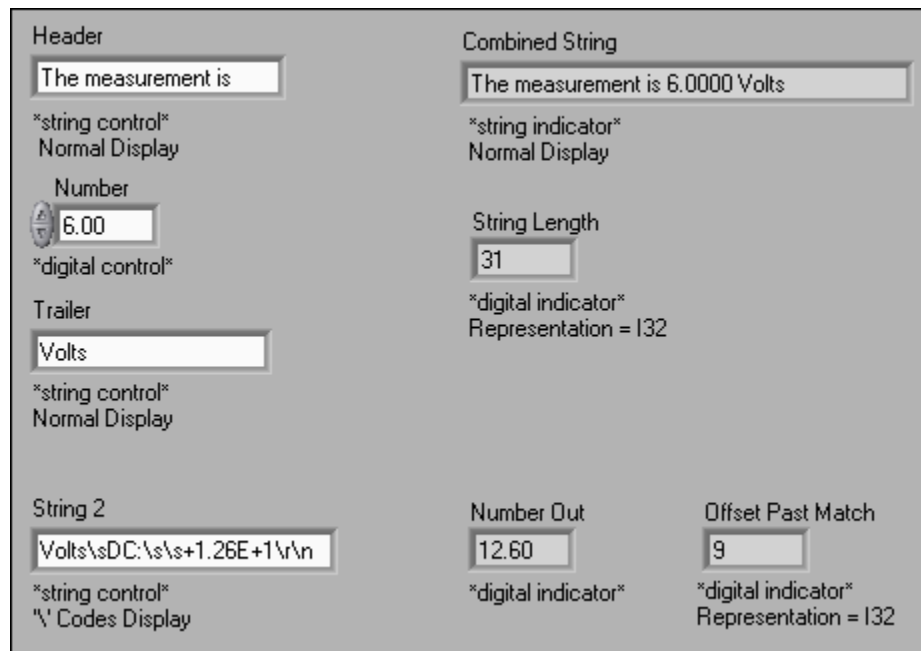 Header
The measurement is
*string control*
Normal Display
Number
6.00
*digital control*
Trailer
Volts
*string control*
Normal Display
Combined String
The measurement is 6.0000 Volts
*string indicator*
Normal Display
String Length
31
*digital indicator*
Representation = I32
String 2
Volts\sDC:\s\s+1.26E+1\r\n
*string control*
'\' Codes Display
Number Out
12.60
*digital indicator*
Offset Past Match
9
*digital indicator*
Representation = I32